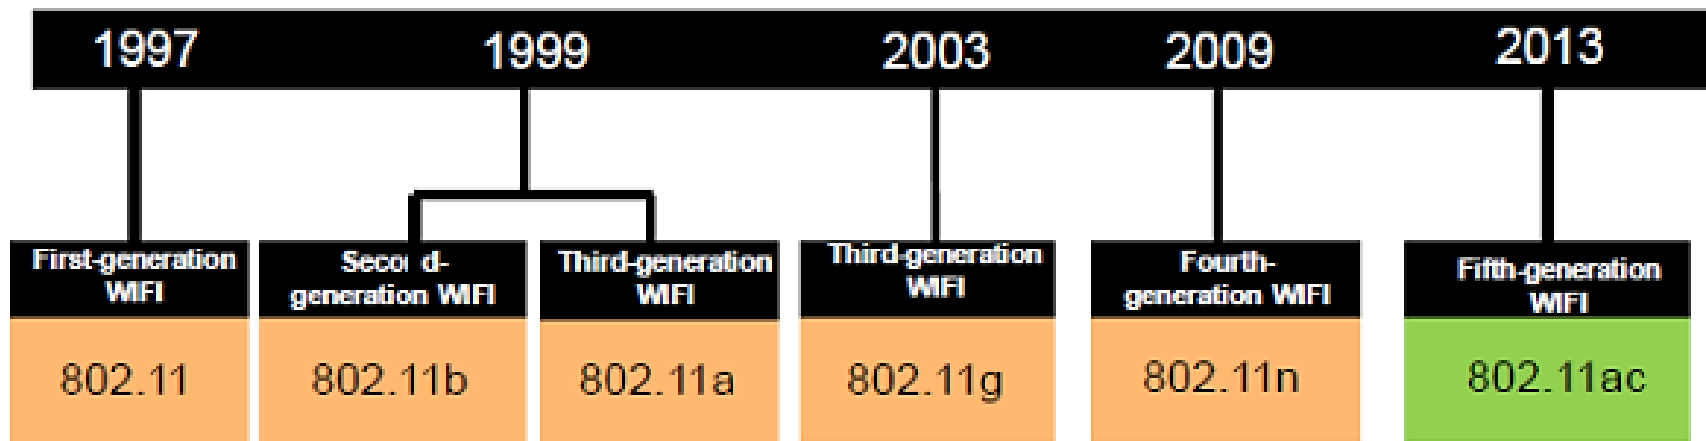 1997 1999 2003 2009 2013
First-generation
WIFI
Second-
generation WIFI
Third-generation
WIFI
Third-generation
WIFI
Fourth-
generation WIFI
Fifth-generation
WIFI
802.11 802.11b 802.11a 802.11g 802.11n 802.11ac